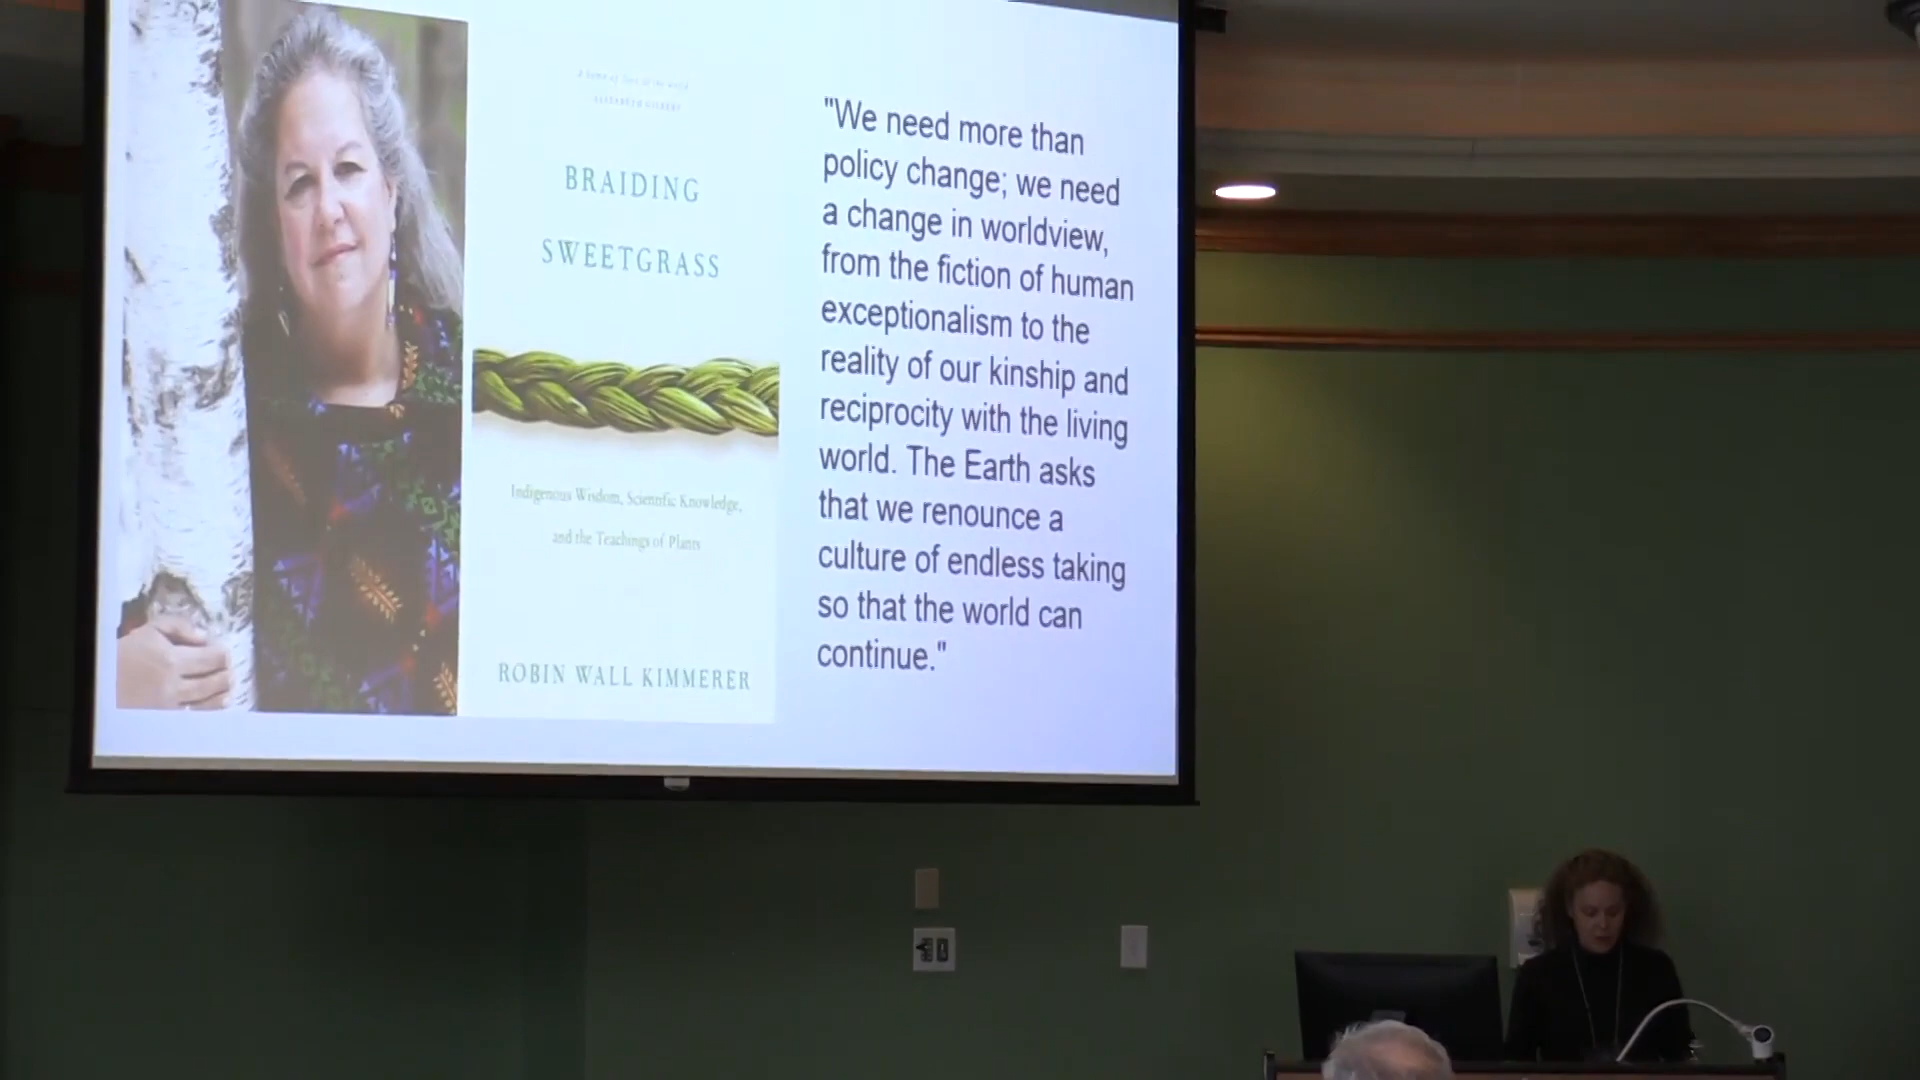 ELIZABETH GILBERT
BRAIDING
SWEETGRASS
Indigenous Wisdom, Scientific Knowledge,
and the Teachings of Plants
ROBIN WALL KIMMERER
"We need more than
policy change; we need
a change in worldview,
from the fiction of human
exceptionalism to the
reality of our kinship and
reciprocity with the living
world. The Earth asks
that we renounce a
culture of endless taking
so that the world can
continue."